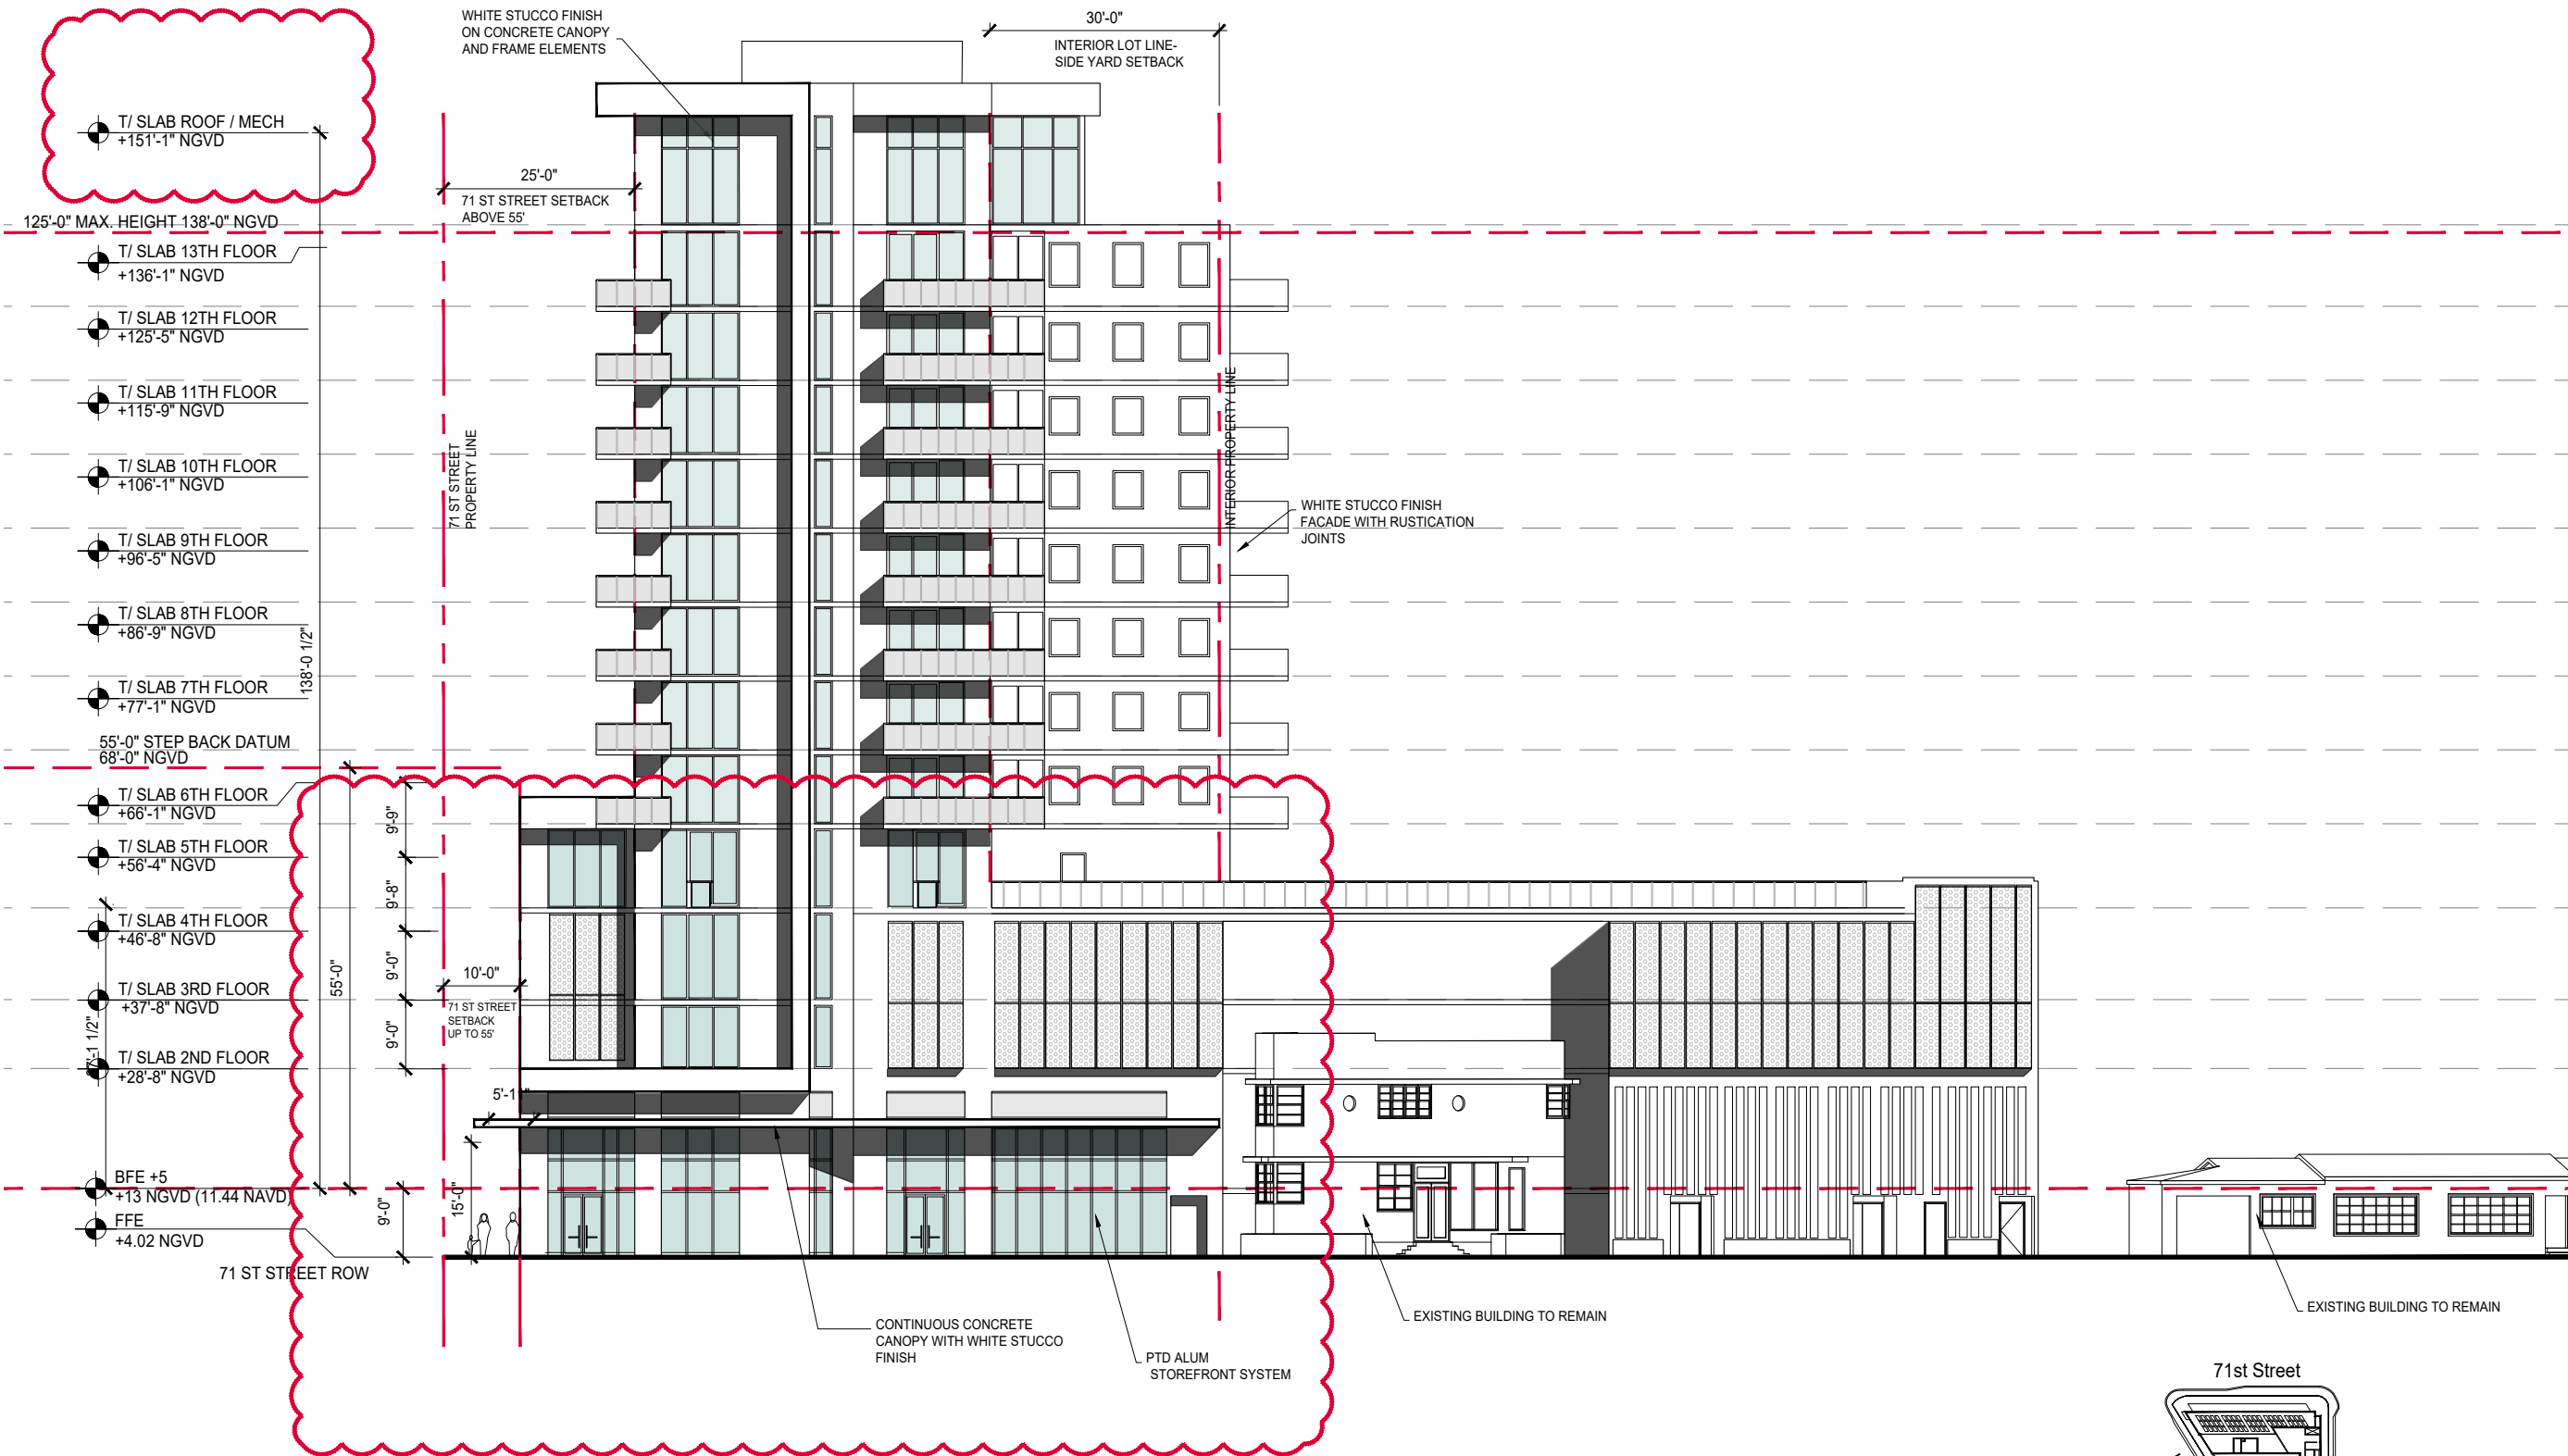 WHITE STUCCO FINISH
ON CONCRETE CANOPY
AND FRAME ELEMENTS
30'-0"
INTERIOR LOT LINE-
SIDE YARD SETBACK
T/ SLAB ROOF / MECH
+151'-1" NGVD
25'-0"
71 ST STREET SETBACK
ABOVE 55'
125'-0" MAX. HEIGHT 138'-0" NGVD
T/ SLAB 13TH FLOOR
+136'-1" NGVD
T/ SLAB 12TH FLOOR
+125'-5" NGVD
T/ SLAB 11TH FLOOR
+115'-9" NGVD
T/ SLAB 10TH FLOOR
+106'-1" NGVD
71 ST STREET
PROPERTY LINE
INTERIOR PROPERTY LINE
WHITE STUCCO FINISH
FACADE WITH RUSTICATION
JOINTS
T/ SLAB 9TH FLOOR
+96'-5" NGVD
T/ SLAB 8TH FLOOR
+86'-9" NGVD
138'-0 1/2"
T/ SLAB 7TH FLOOR
+77'-1" NGVD
55'-0" STEP BACK DATUM
68'-0" NGVD
T/ SLAB 6TH FLOOR
+66'-1" NGVD
9'-9"
T/ SLAB 5TH FLOOR
+56'-4" NGVD
9'-8"
T/ SLAB 4TH FLOOR
+46'-8" NGVD
9'-0"
55'-0"
10'-0"
71 ST STREET
SETBACK
UP TO 55'
T/ SLAB 3RD FLOOR
+37'-8" NGVD
9'-0"
'-1 1/2"
T/ SLAB 2ND FLOOR
+28'-8" NGVD
5'-1
BFE +5
+13 NGVD (11.44 NAVD)
9'-0"
15'-0"
FFE
+4.02 NGVD
71 ST STREET ROW
CONTINUOUS CONCRETE
CANOPY WITH WHITE STUCCO
FINISH
PTD ALUM
STOREFRONT SYSTEM
EXISTING BUILDING TO REMAIN
EXISTING BUILDING TO REMAIN
71st Street